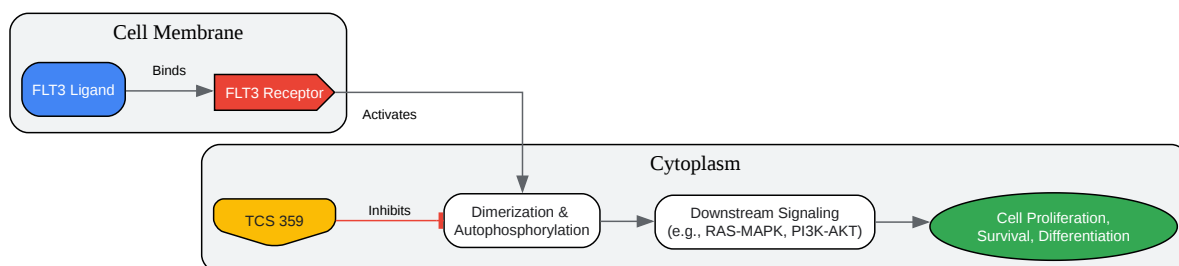 Cell Membrane
FLT3 Ligand
Binds
FLT3 Receptor
Activates
Cytoplasm
TCS 359
Inhibits
Dimerization &
Autophosphorylation
Downstream Signaling
(e.g., RAS-MAPK, PI3K-AKT)
Cell Proliferation,
Survival, Differentiation